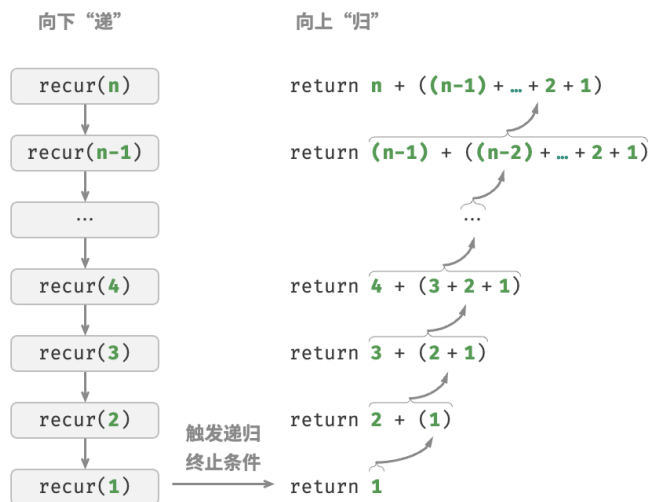 向下“递”
向上“归”
recur(n)
return n + ((n-1) + … + 2 + 1)
recur(n-1)
return (n-1) + ((n-2) + … + 2 + 1)
…
…
recur(4)
return 4 + (3 + 2 + 1)
recur(3)
return 3 + (2 + 1)
recur(2)
return 2 + (1)
触发递归
终止条件
recur(1)
return 1